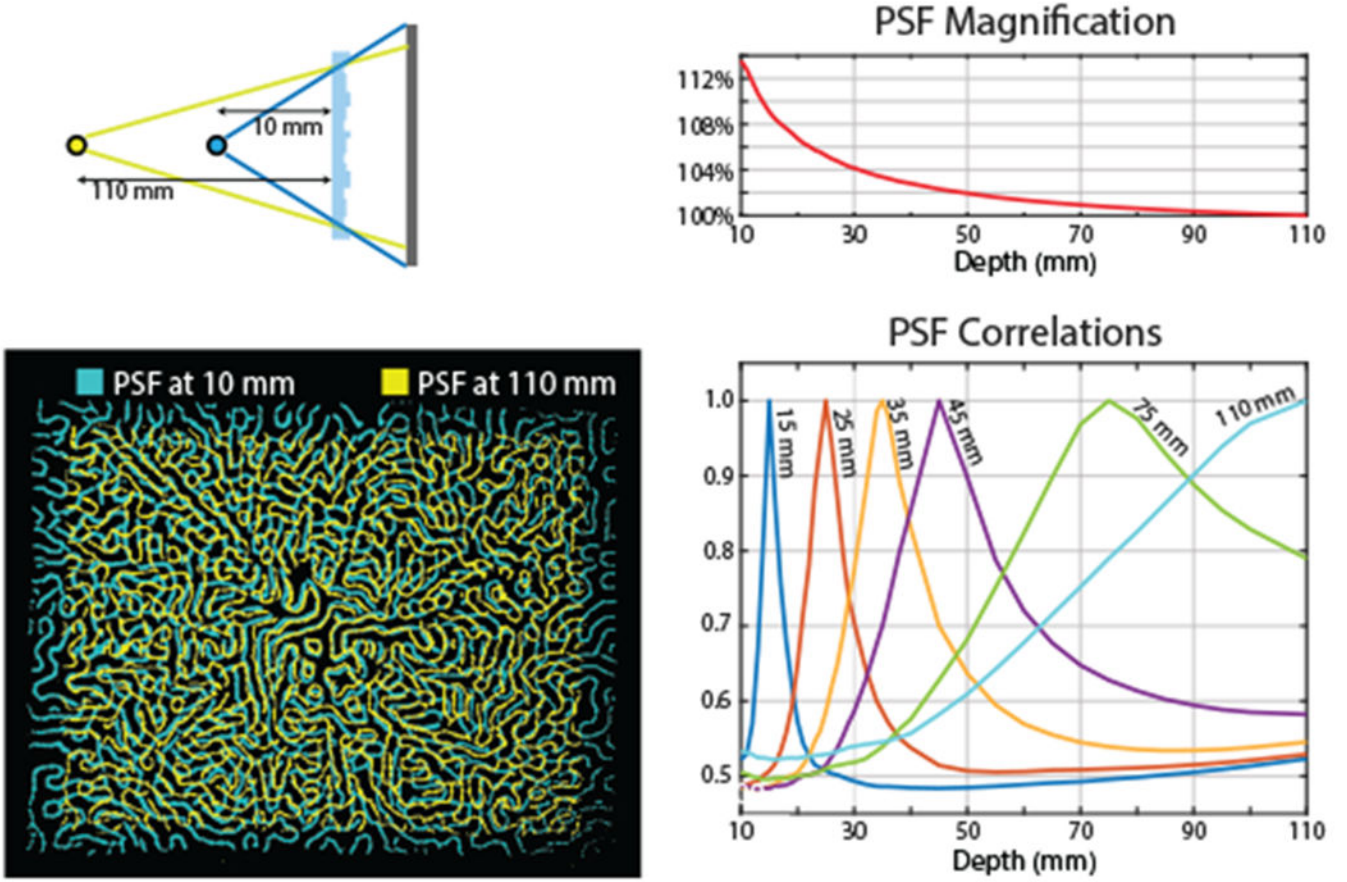 10 mm
110 mm
PSF Magnification
112%
108%
104%
100%
10 30 50 70 90 110
Depth (mm)
PSF at 10 mm PSF at 110 mm
PSF Correlations
1.0
0.9
0.8
0.7
0.6
0.5
15 mm
25 mm
35 mm
45 mm
75 mm
110 mm
10 30 50 70 90 110
Depth (mm)